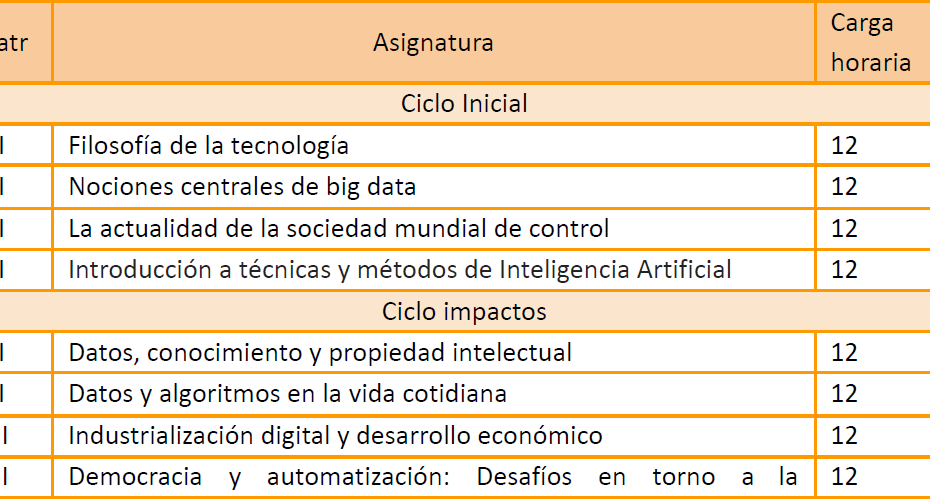 atr Asignatura Carga
horaria
Ciclo Inicial
I Filosofía de la tecnología 12
I Nociones centrales de big data 12
I La actualidad de la sociedad mundial de control 12
I Introducción a técnicas y métodos de Inteligencia Artificial 12
Ciclo impactos
I Datos, conocimiento y propiedad intelectual 12
I Datos y algoritmos en la vida cotidiana 12
I Industrialización digital y desarrollo económico 12
I Democracia y automatización: Desafíos en torno a la 12